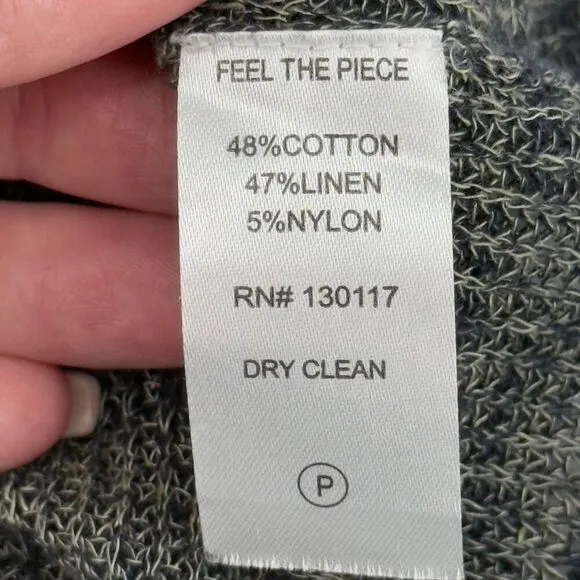 FEEL THE PIECE
48%COTTON
47%LINEN
5%NYLON
RN# 130117
DRY CLEAN
P